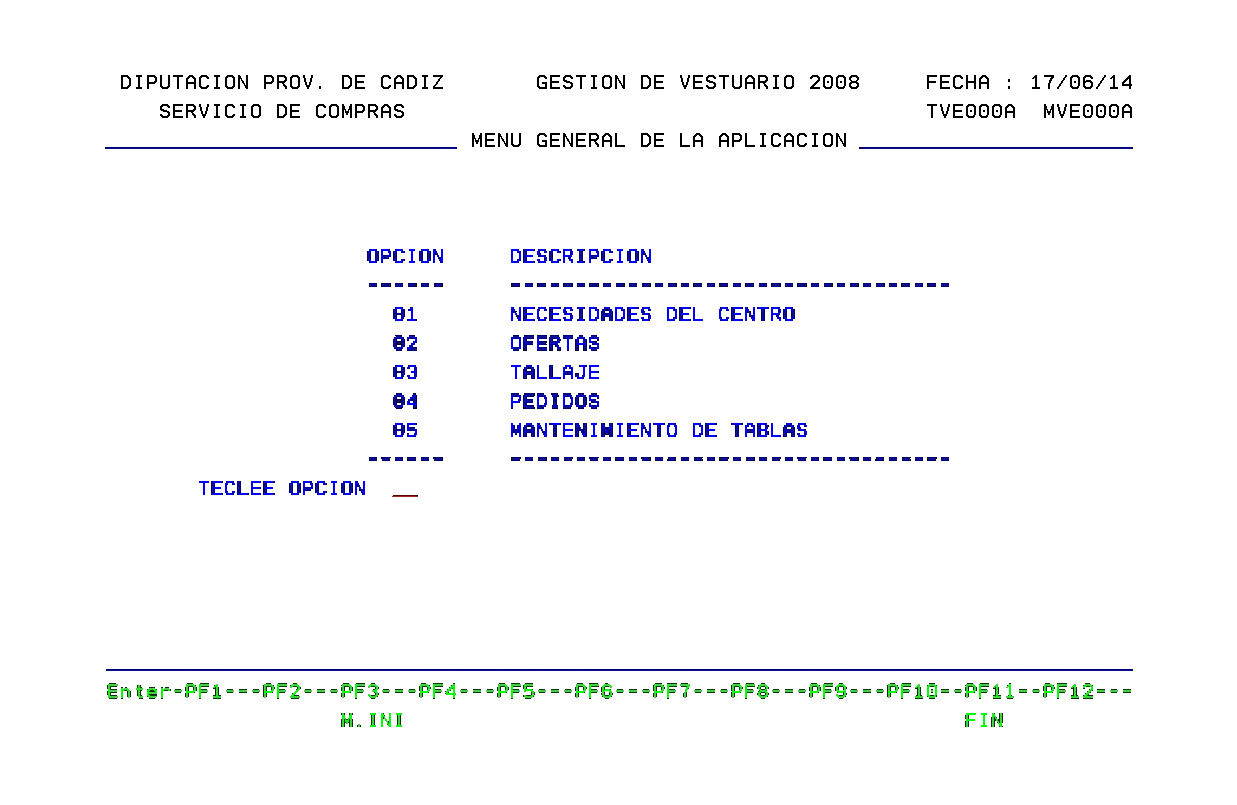 DIPUTACION PROV. DE CADIZ GESTION DE VESTUARIO 2008 FECHA : 17/06/14
SERVICIO DE COMPRAS TVE000A MVE000A
MENU GENERAL DE LA APLICACION
OPCION DESCRIPCION
------ ----------------------------------
01 NECESIDADES DEL CENTRO
02 OFERTAS
03 TALLAJE
04 PEDIDOS
05 MANTENIMIENTO DE TABLAS
------ ----------------------------------
TECLEE OPCION __
Enter-PF1---PF2---PF3---PF4---PF5---PF6---PF7---PF8---PF9---PF10--PF11--PF12---
M.INI FIN